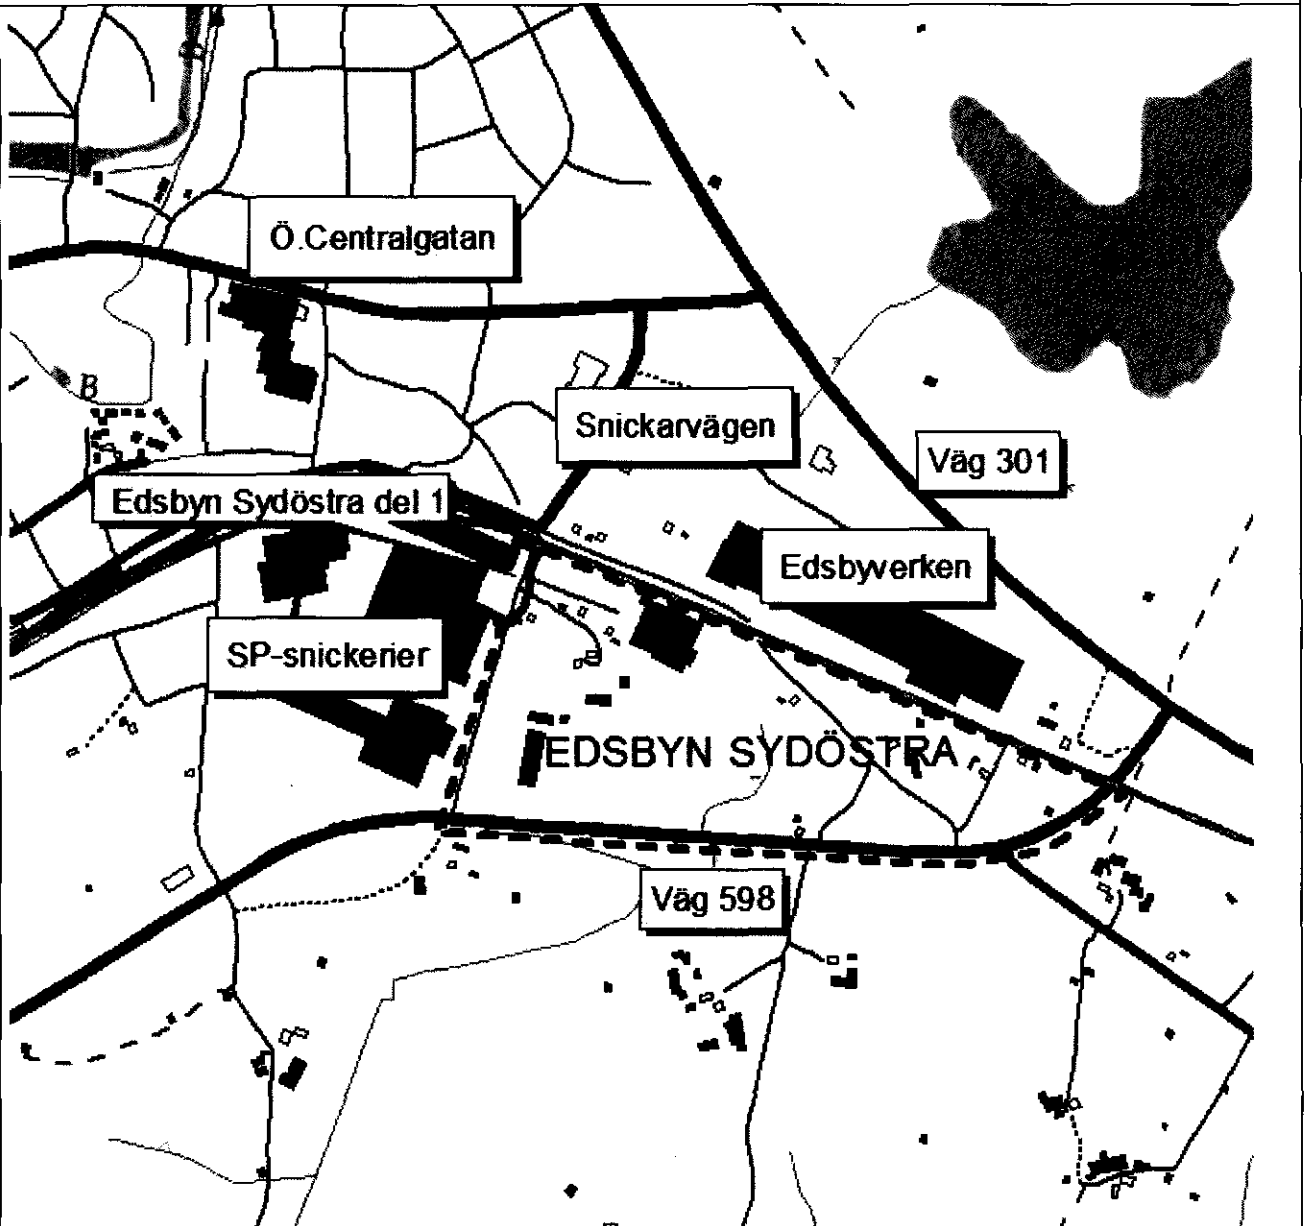 Ö.Centralgatan
B
Snickarvägen
Väg 301
Edsbyn Sydöstra del 1
Edsbyverken
SP-snickerier
EDSBYN SYDÖSTRA
Väg 598